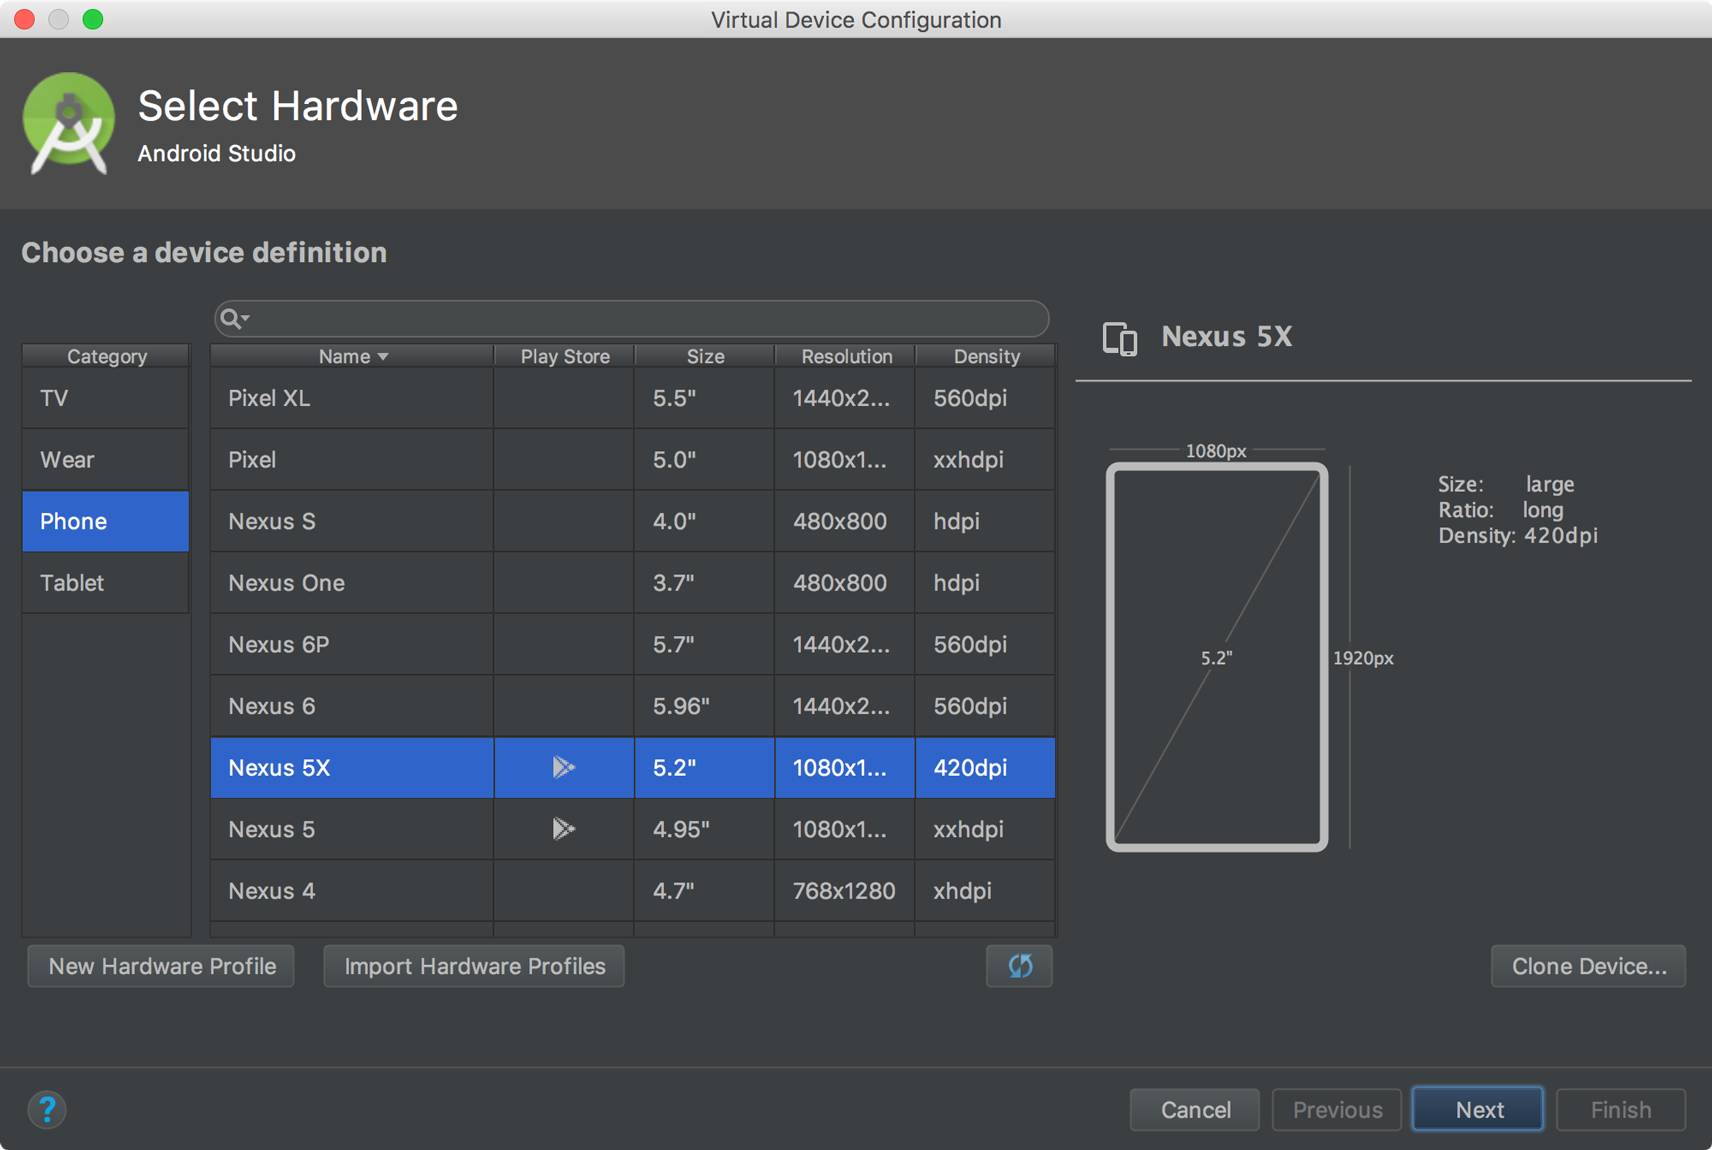 Virtual Device Configuration
Select Hardware
Android Studio
Choose a device definition
Category
TV
Wear
Phone
Tablet
Name Play Store Size Resolution Density
Pixel XL 5.5" 1440x2... 560dpi
Pixel 5.0" 1080x1... xxhdpi
Nexus S 4.0" 480x800 hdpi
Nexus One 3.7" 480x800 hdpi
Nexus 6P 5.7" 1440x2... 560dpi
Nexus 6 5.96" 1440x2... 560dpi
Nexus 5X 5.2" 1080x1... 420dpi
Nexus 5 4.95" 1080x1... xxhdpi
Nexus 4 4.7" 768x1280 xhdpi
New Hardware Profile Import Hardware Profiles
Nexus 5X
1080px
5.2"
1920px
Size: large
Ratio: long
Density: 420dpi
Clone Device...
? Cancel Previous Next Finish